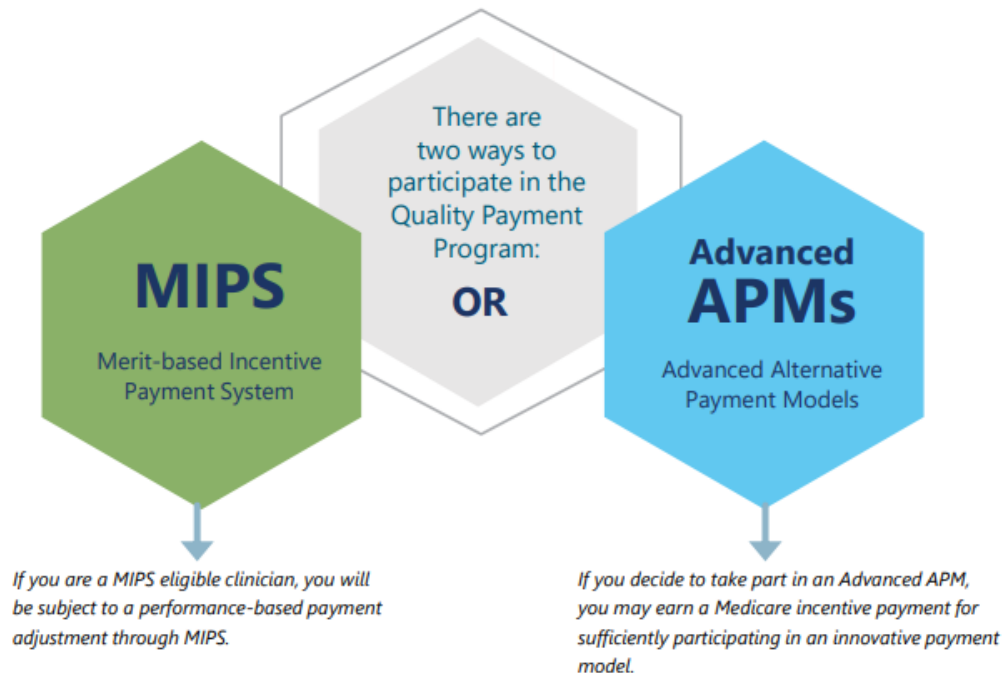 There are
two ways to
participate in the
Quality Payment
Program:
OR
MIPS
Merit-based Incentive
Payment System
Advanced
APMs
Advanced Alternative
Payment Models
If you are a MIPS eligible clinician, you will
be subject to a performance-based payment
adjustment through MIPS.
If you decide to take part in an Advanced APM,
you may earn a Medicare incentive payment for
sufficiently participating in an innovative payment
model.